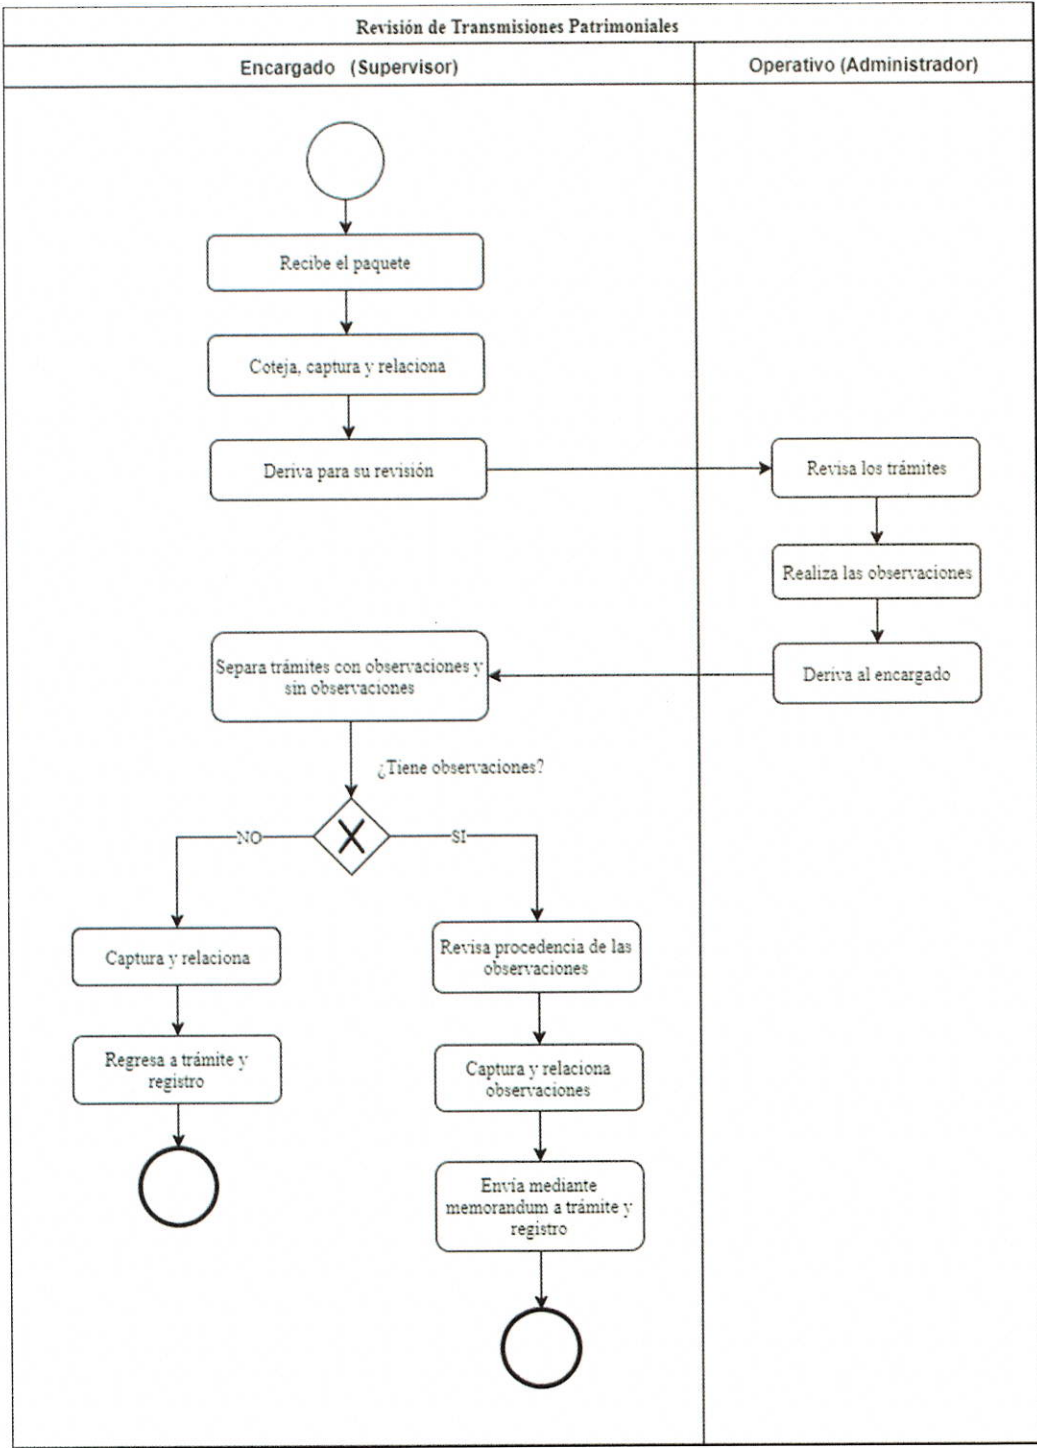 Revisión de Transmisiones Patrimoniales
Encargado (Supervisor)
Operativo (Administrador)
Recibe el paquete
Coteja, captura y relaciona
Deriva para su revisión
Revisa los trámites
Realiza las observaciones
Deriva al encargado
Separa trámites con observaciones y
sin observaciones
¿Tiene observaciones?
NO
SI
Captura y relaciona
Regresa a trámite y
registro
Revisa procedencia de las
observaciones
Captura y relaciona
observaciones
Envía mediante
memorandum a trámite y
registro